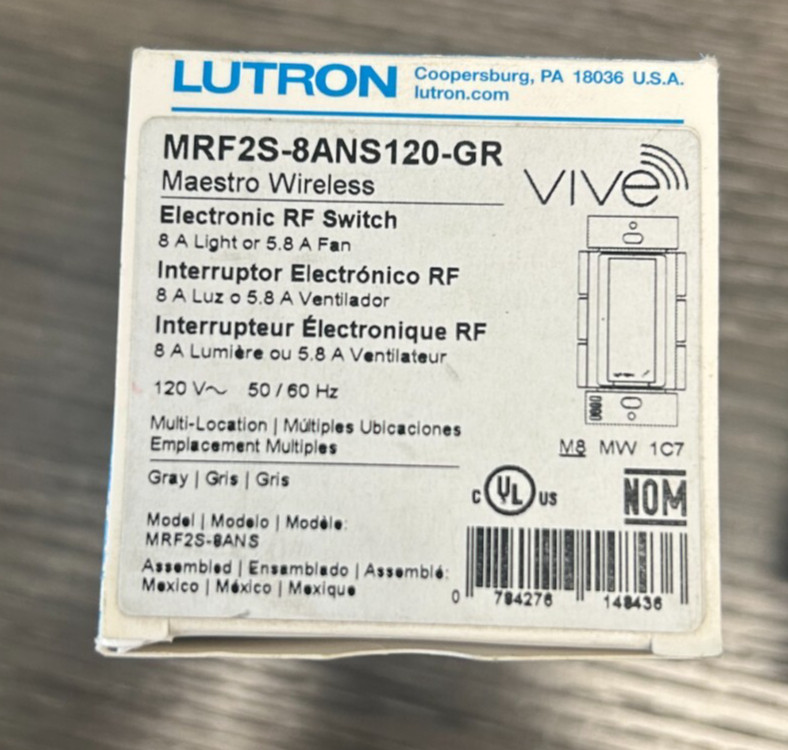 LUTRON
Coopersburg, PA 18036 U.S.A.
lutron.com
MRF2S-8ANS120-GR
Maestro Wireless
VIVE
Electronic RF Switch
8 A Light or 5.8 A Fan
Interruptor Electrónico RF
8 A Luz o 5.8 A Ventilador
Interrupteur Électronique RF
8 A Lumière ou 5.8 A Ventilateur
120 V~ 50 / 60 Hz
Multi-Location | Múltiples Ubicaciones
Emplacement Multiples
M8 MW 1C7
Gray | Gris | Gris
C UL US
NOM
Model | Modelo | Modèle:
MRF2S-8ANS
Assembled | Ensamblado | Assemblé:
Mexico | México | Mexique
0 784276 148436